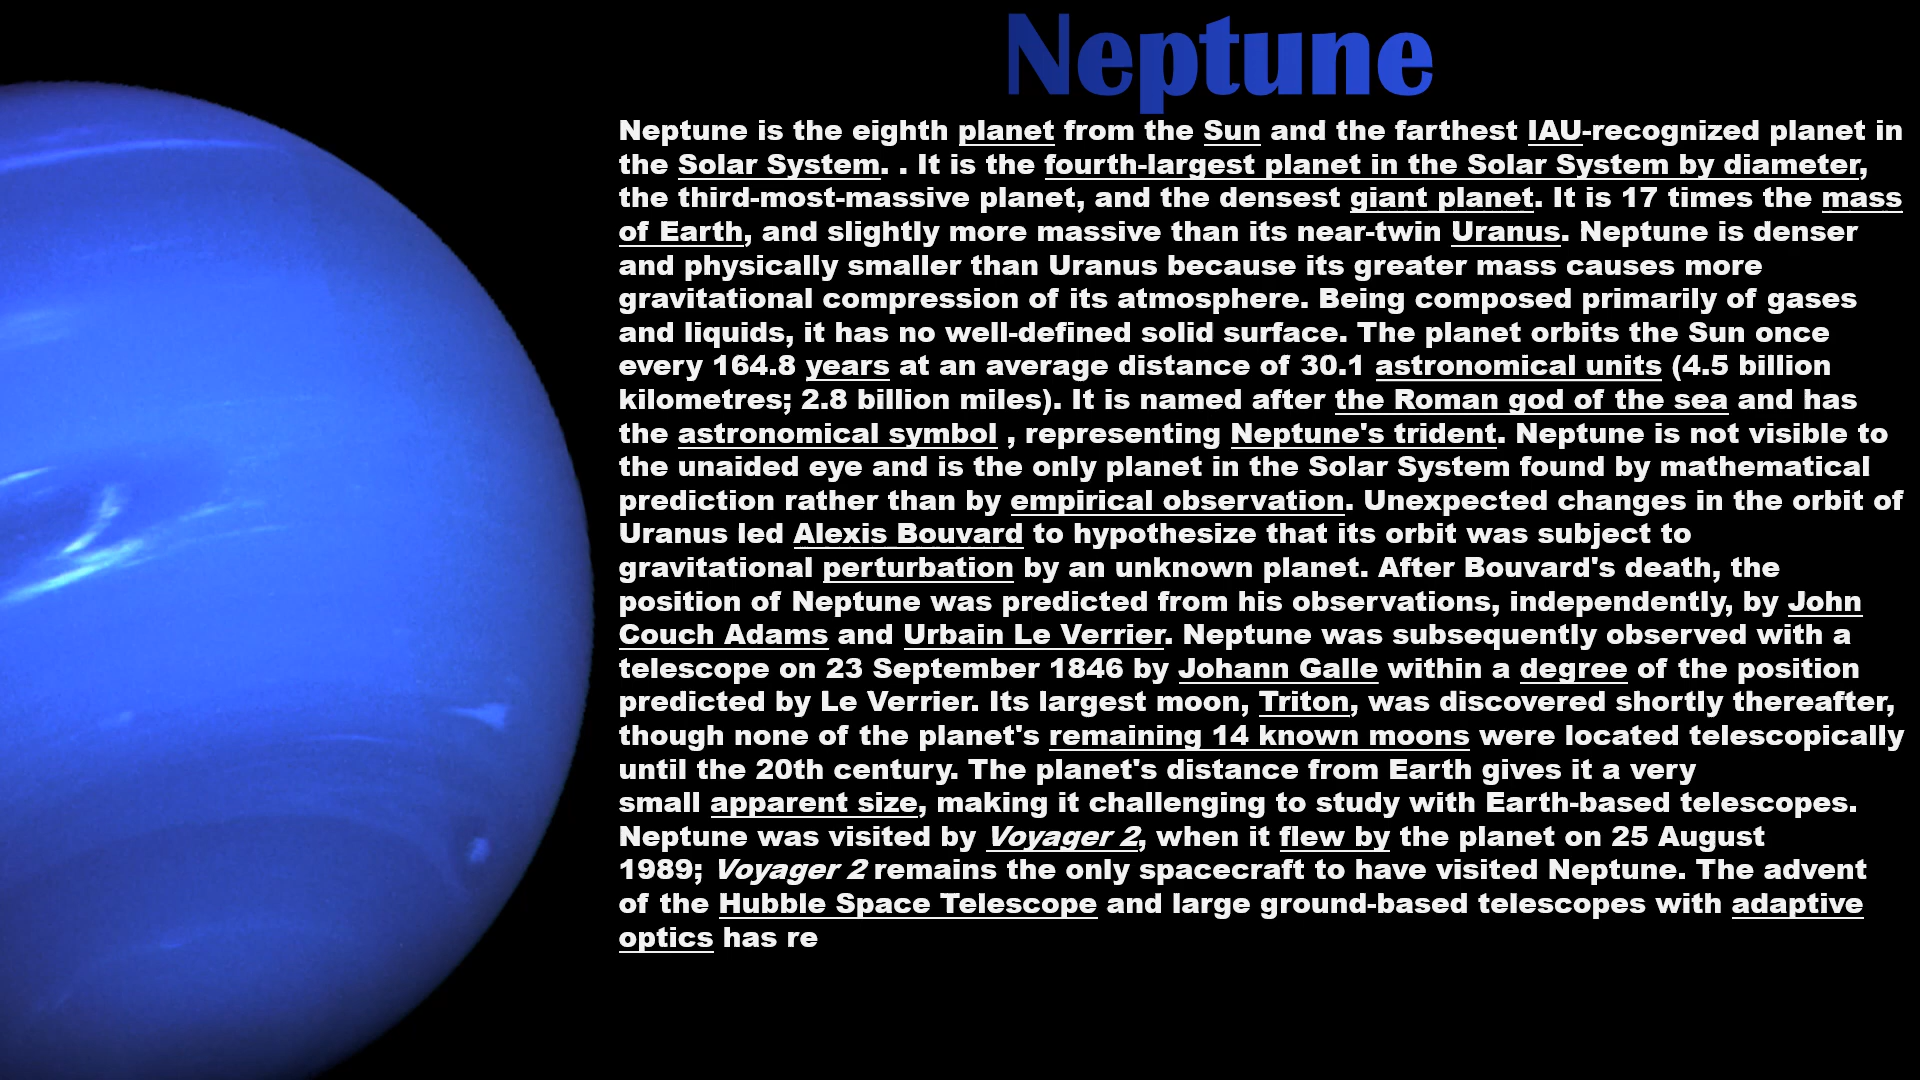 Neptune
Neptune is the eighth planet from the Sun and the farthest IAU-recognized planet in
the Solar System. . It is the fourth-largest planet in the Solar System by diameter,
the third-most-massive planet, and the densest giant planet. It is 17 times the mass
of Earth, and slightly more massive than its near-twin Uranus. Neptune is denser
and physically smaller than Uranus because its greater mass causes more
gravitational compression of its atmosphere. Being composed primarily of gases
and liquids, it has no well-defined solid surface. The planet orbits the Sun once
every 164.8 years at an average distance of 30.1 astronomical units (4.5 billion
kilometres; 2.8 billion miles). It is named after the Roman god of the sea and has
the astronomical symbol , representing Neptune's trident. Neptune is not visible to
the unaided eye and is the only planet in the Solar System found by mathematical
prediction rather than by empirical observation. Unexpected changes in the orbit of
Uranus led Alexis Bouvard to hypothesize that its orbit was subject to
gravitational perturbation by an unknown planet. After Bouvard's death, the
position of Neptune was predicted from his observations, independently, by John
Couch Adams and Urbain Le Verrier. Neptune was subsequently observed with a
telescope on 23 September 1846 by Johann Galle within a degree of the position
predicted by Le Verrier. Its largest moon, Triton, was discovered shortly thereafter,
though none of the planet's remaining 14 known moons were located telescopically
until the 20th century. The planet's distance from Earth gives it a very
small apparent size, making it challenging to study with Earth-based telescopes.
Neptune was visited by Voyager 2, when it flew by the planet on 25 August
1989; Voyager 2 remains the only spacecraft to have visited Neptune. The advent
of the Hubble Space Telescope and large ground-based telescopes with adaptive
optics has re